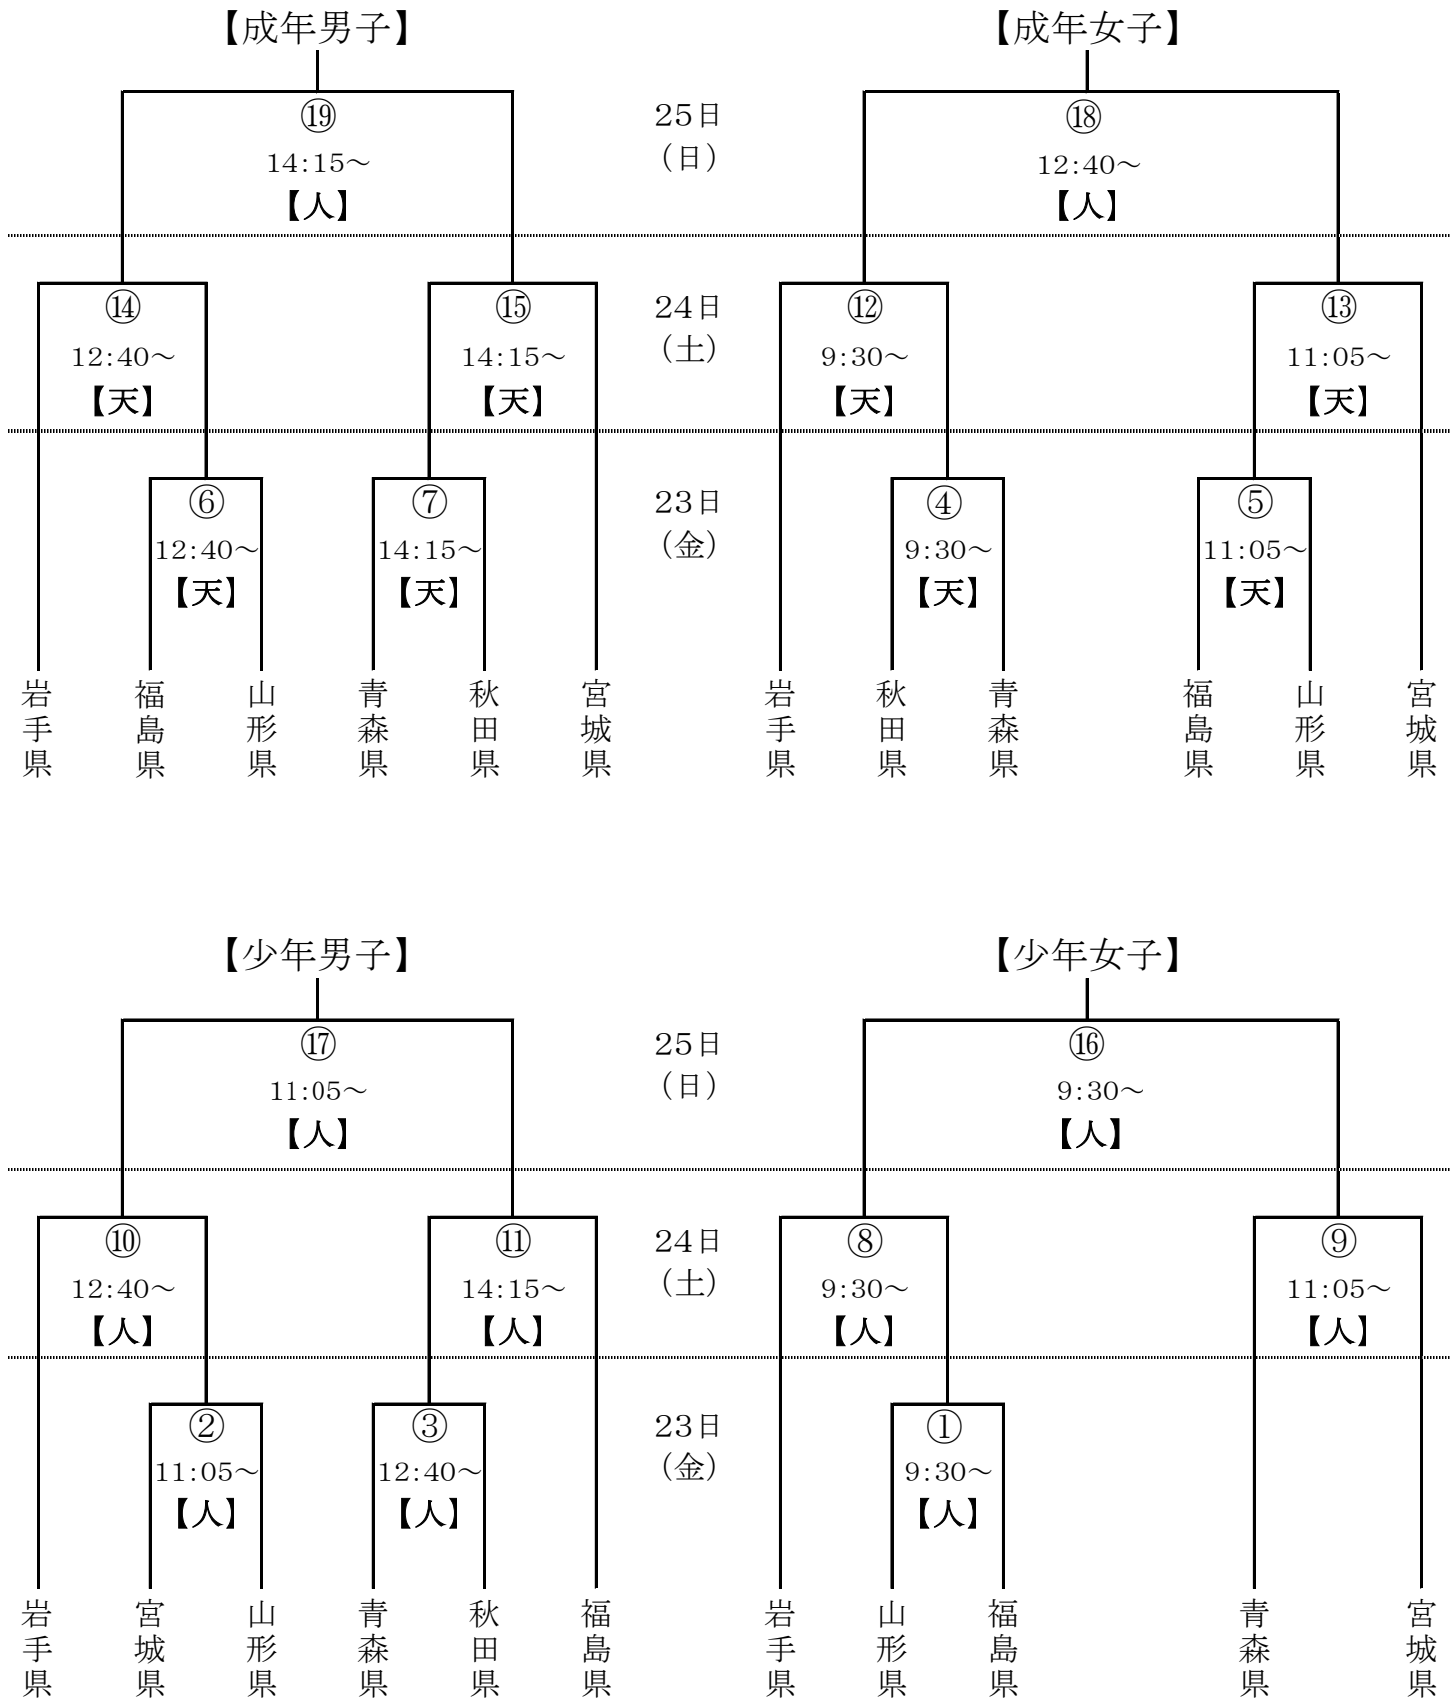 【成年男子】
【成年女子】
⑲
14:15～
【人】
25日
（日）
⑱
12:40～
【人】
⑭
12:40～
【天】
⑮
14:15～
【天】
24日
（土）
⑫
9:30～
【天】
⑬
11:05～
【天】
⑥
12:40～
【天】
⑦
14:15～
【天】
23日
（金）
④
9:30～
【天】
⑤
11:05～
【天】
岩手県
福島県
山形県
青森県
秋田県
宮城県
岩手県
秋田県
青森県
福島県
山形県
宮城県
【少年男子】
【少年女子】
⑰
11:05～
【人】
25日
（日）
⑯
9:30～
【人】
⑩
12:40～
【人】
⑪
14:15～
【人】
24日
（土）
⑧
9:30～
【人】
⑨
11:05～
【人】
②
11:05～
【人】
③
12:40～
【人】
23日
（金）
①
9:30～
【人】
岩手県
宮城県
山形県
青森県
秋田県
福島県
岩手県
山形県
福島県
青森県
宮城県